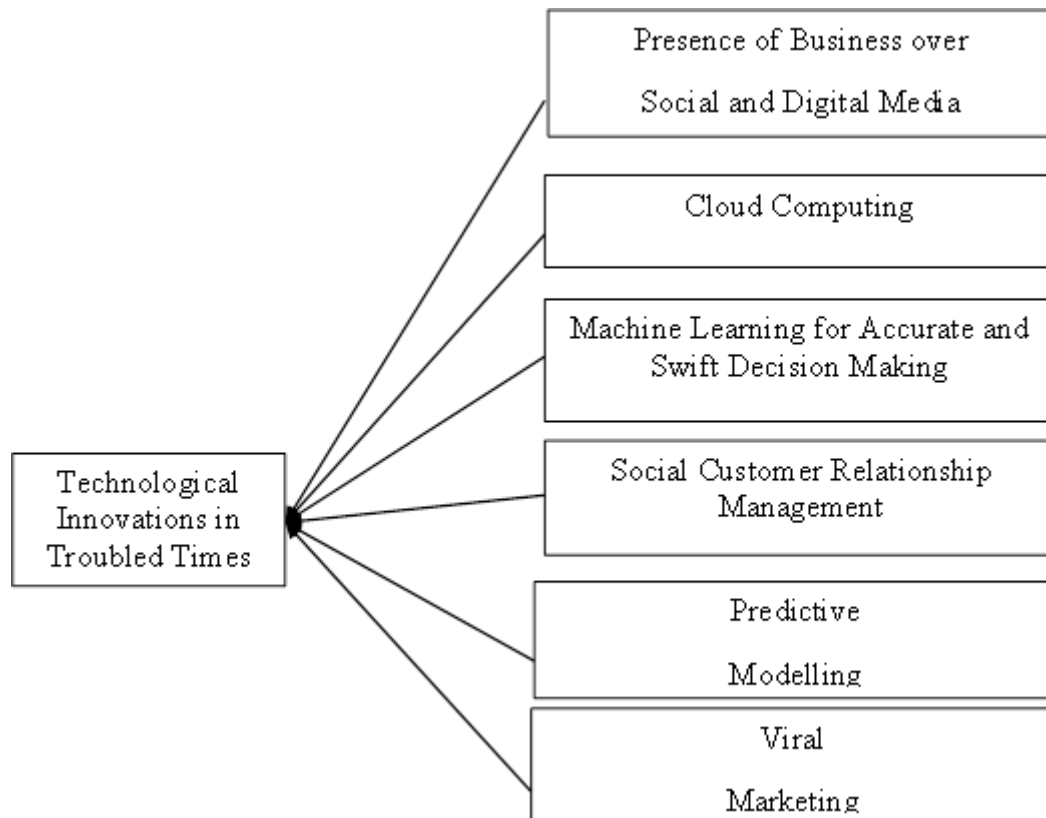 Presence of Business over
Social and Digital Media
Cloud Computing
Machine Learning for Accurate and
Swift Decision Making
Technological
Innovations in
Troubled Times
Social Customer Relationship
Management
Predictive
Modelling
Viral
Marketing